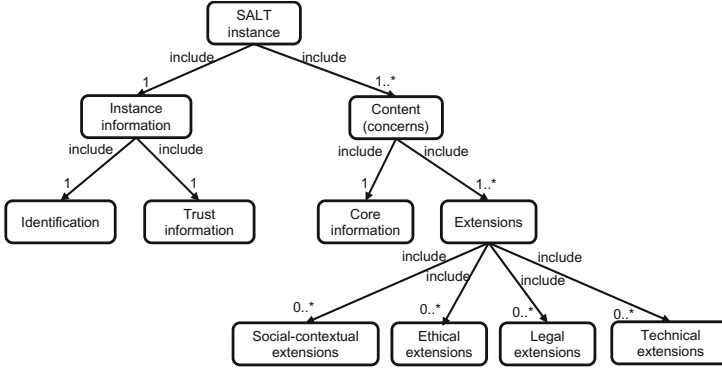 SALT
instance
include
include
1
1..*
Instance
information
Content
(concerns)
include
include
include
include
1
1
1
1..*
Identification
Trust
information
Core
information
Extensions
include
include
include
include
0..*
0..*
0..*
0..*
Social-contextual
extensions
Ethical
extensions
Legal
extensions
Technical
extensions